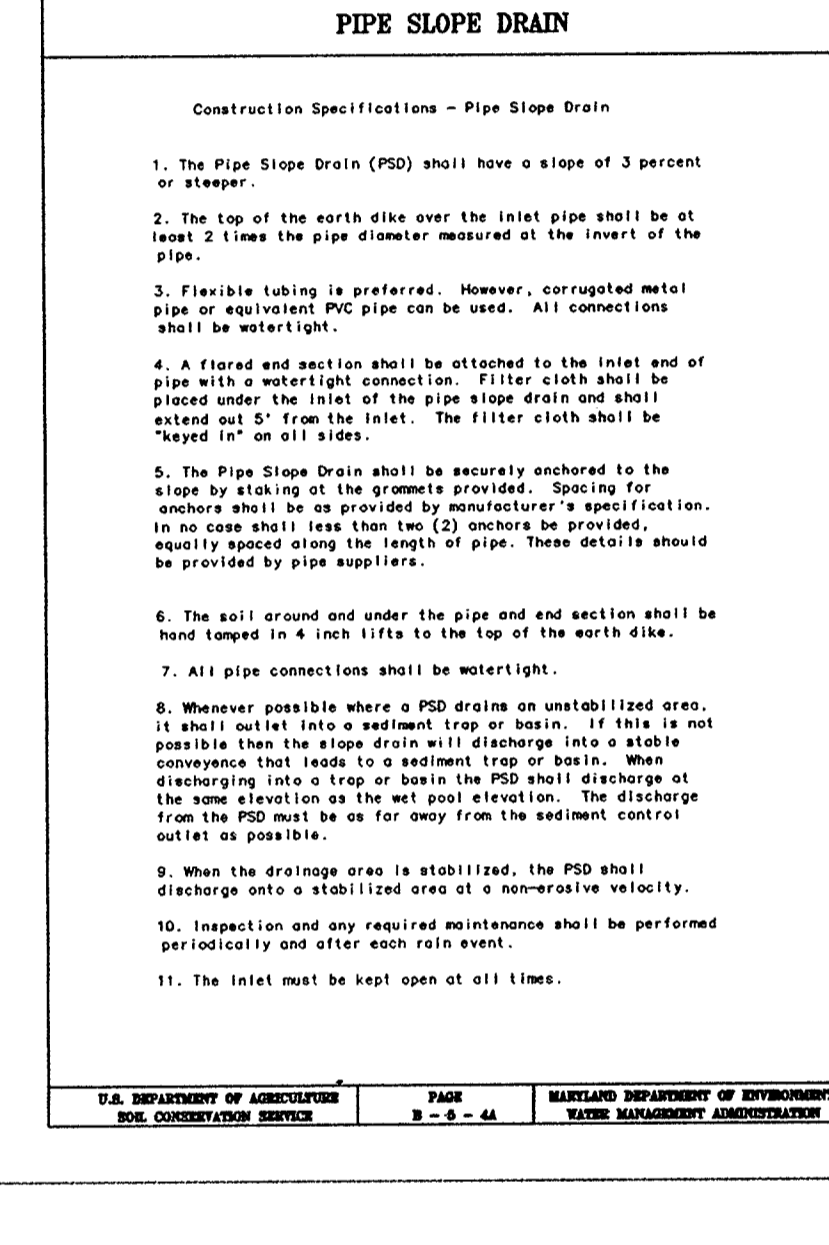 PIPE SLOPE DRAIN
Construction Specifications - Pipe Slope Drain
1. The Pipe Slope Drain (PSD) shall have a slope of 3 percent
or steeper.
2. The top of the earth dike over the inlet pipe shall be at
least 2 times the pipe diameter measured at the invert of the
pipe.
3. Flexible tubing is preferred. However, corrugated metal
pipe or equivalent PVC pipe can be used. All connections
shall be watertight.
4. A flared end section shall be attached to the inlet end of
pipe with a watertight connection. Filter cloth shall be
placed under the inlet of the pipe slope drain and shall
extend out 5' from the inlet. The filter cloth shall be
"keyed in" on all sides.
5. The Pipe Slope Drain shall be securely anchored to the
slope by staking at the grommets provided. Spacing for
anchors shall be as provided by manufacturer's specification.
In no case shall less than two (2) anchors be provided,
equally spaced along the length of pipe. These details should
be provided by pipe suppliers.
6. The soil around and under the pipe and end section shall be
hand tamped in 4 inch lifts to the top of the earth dike.
7. All pipe connections shall be watertight.
8. Whenever possible where a PSD drains an unstabilized area,
it shall outlet into a sediment trap or basin. If this is not
possible then the slope drain will discharge into a stable
conveyence that leads to a sediment trap or basin. When
discharging into a trap or basin the PSD shall discharge at
the same elevation as the wet pool elevation. The discharge
from the PSD must be as far away from the sediment control
outlet as possible.
9. When the drainage area is stabilized, the PSD shall
discharge onto a stabilized area at a non-erosive velocity.
10. Inspection and any required maintenance shall be performed
periodically and after each rain event.
11. The inlet must be kept open at all times.
U.S. DEPARTMENT OF AGRICULTURE
SOIL CONSERVATION SERVICE
PAGE
B - 5 - 4A
MARYLAND DEPARTMENT OF ENVIRONMENT
WATER MANAGEMENT ADMINISTRATION